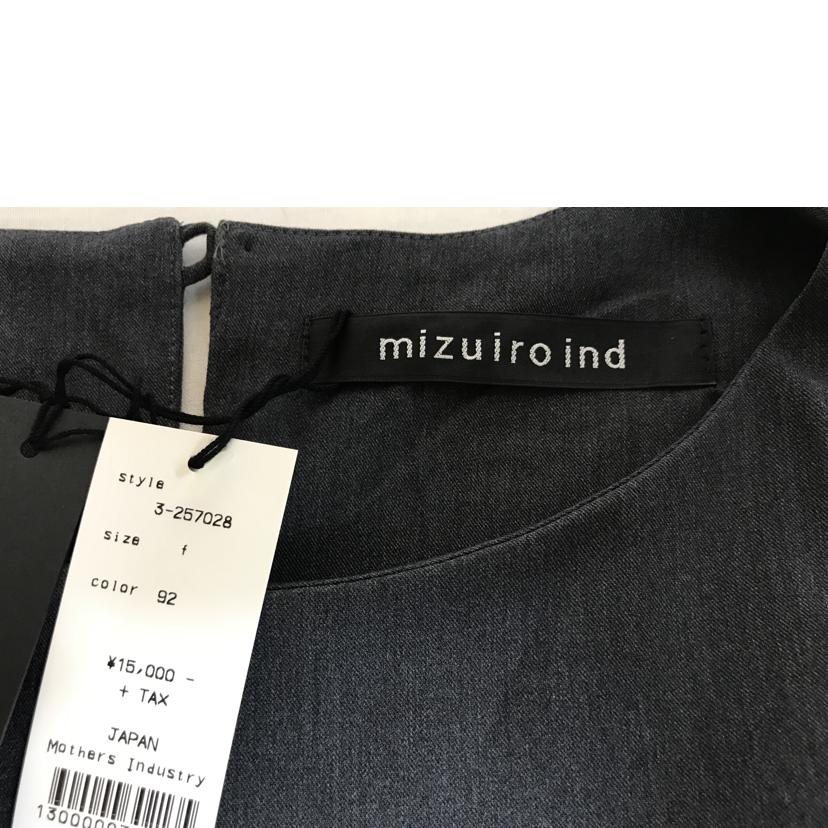 mizuiro ind
style
3-257028
size f
color 92
¥15,000 -
+ TAX
JAPAN
Mothers Industry